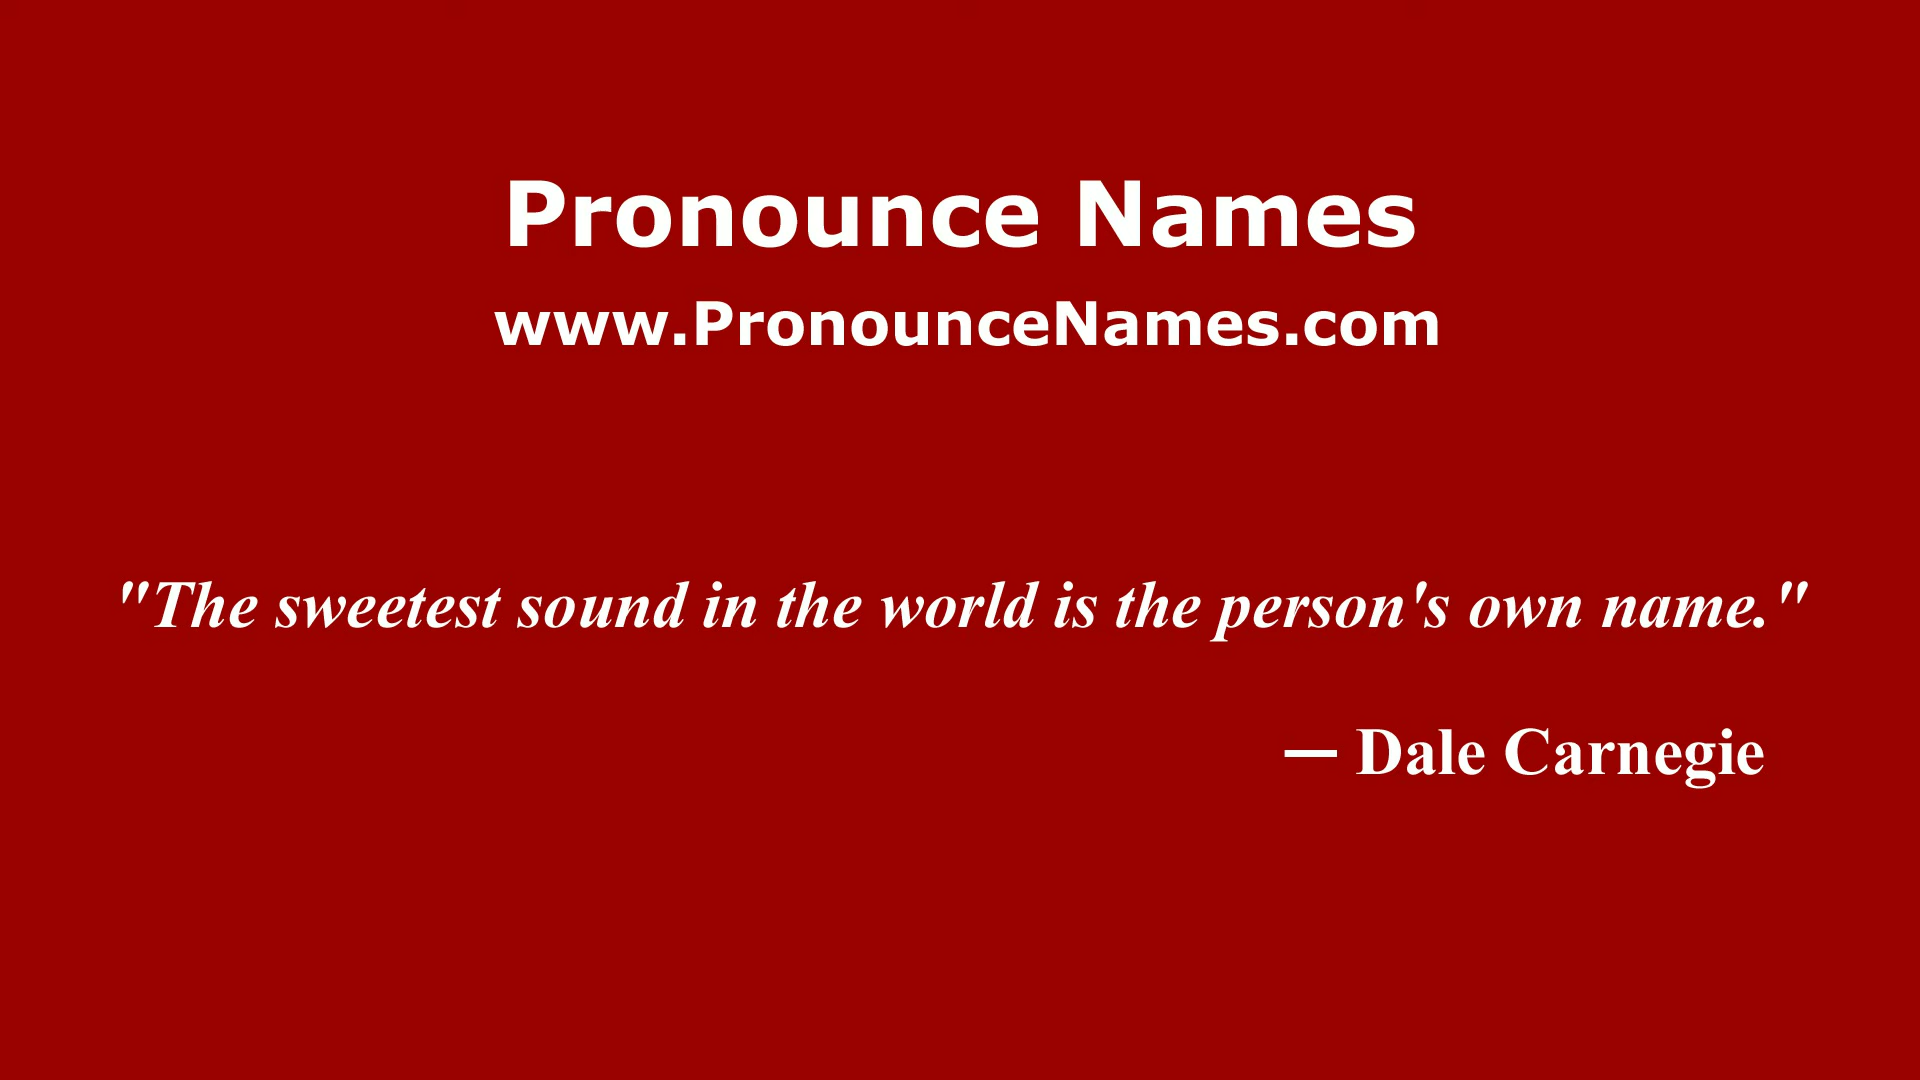 Pronounce Names
www.PronounceNames.com
"The sweetest sound in the world is the person's own name."
— Dale Carnegie